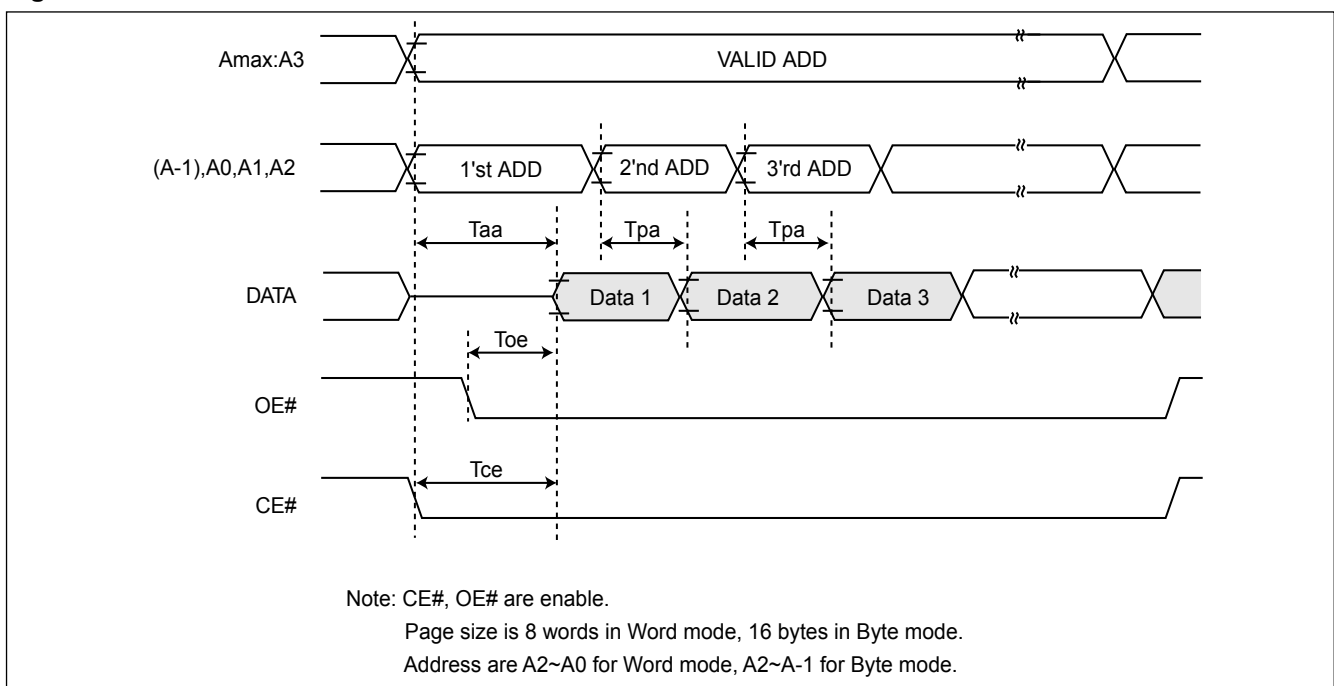 Amax:A3
VALID ADD
(A-1),A0,A1,A2
1'st ADD
2'nd ADD
3'rd ADD
Taa
Tpa
Tpa
DATA
Data 1
Data 2
Data 3
Toe
OE#
Tce
CE#
Note: CE#, OE# are enable.
Page size is 8 words in Word mode, 16 bytes in Byte mode.
Address are A2~A0 for Word mode, A2~A-1 for Byte mode.